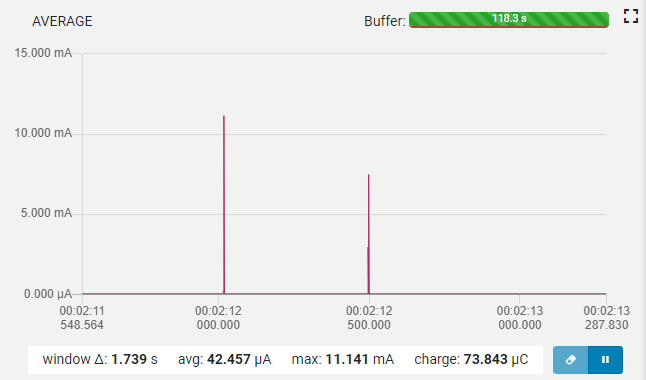 AVERAGE
Buffer: 118.3 s
15.000 mA
10.000 mA
5.000 mA
0.000 µA
00:02:11 00:02:12 00:02:12 00:02:13 00:02:13
548.564 000.000 500.000 000.000 287.830
window Δ: 1.739 s avg: 42.457 µA max: 11.141 mA charge: 73.843 µC